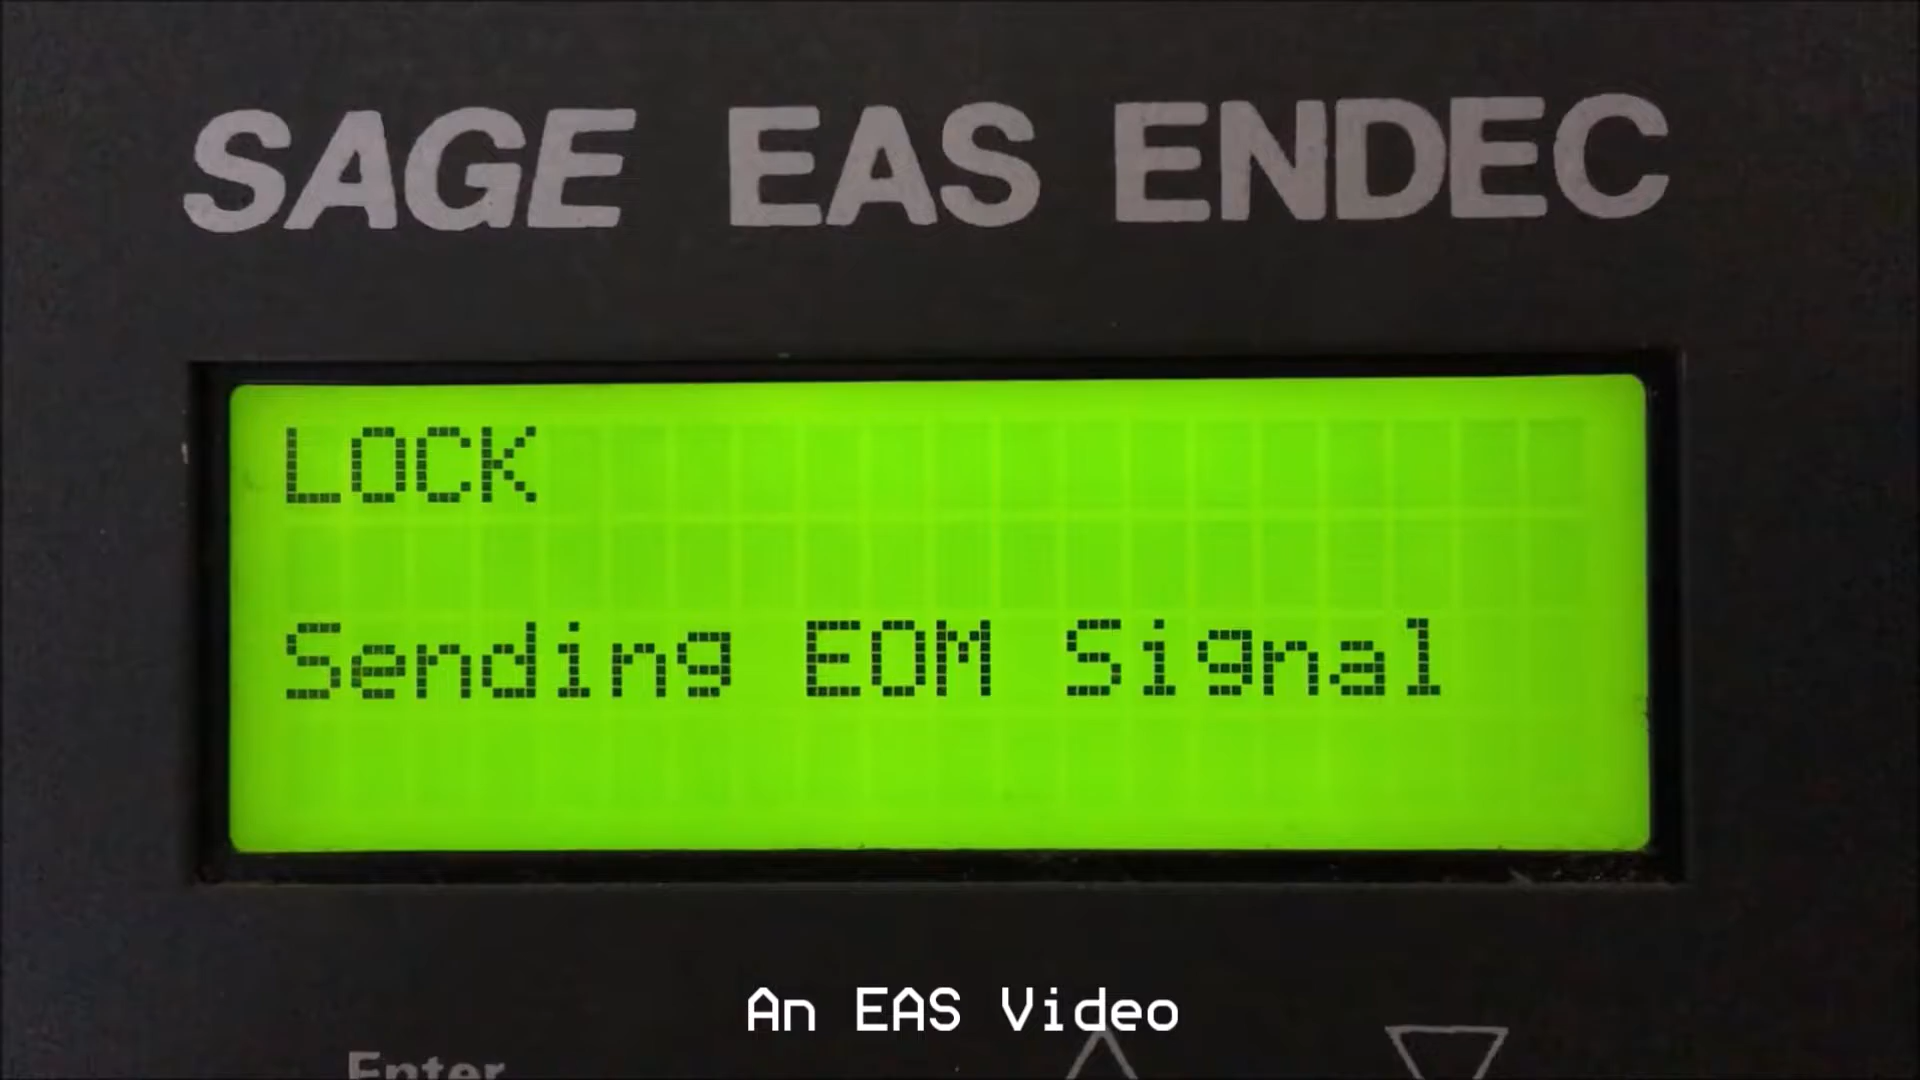 SAGE EAS ENDEC
LOCK
Sending EOM Signal
An EAS Video
Enter